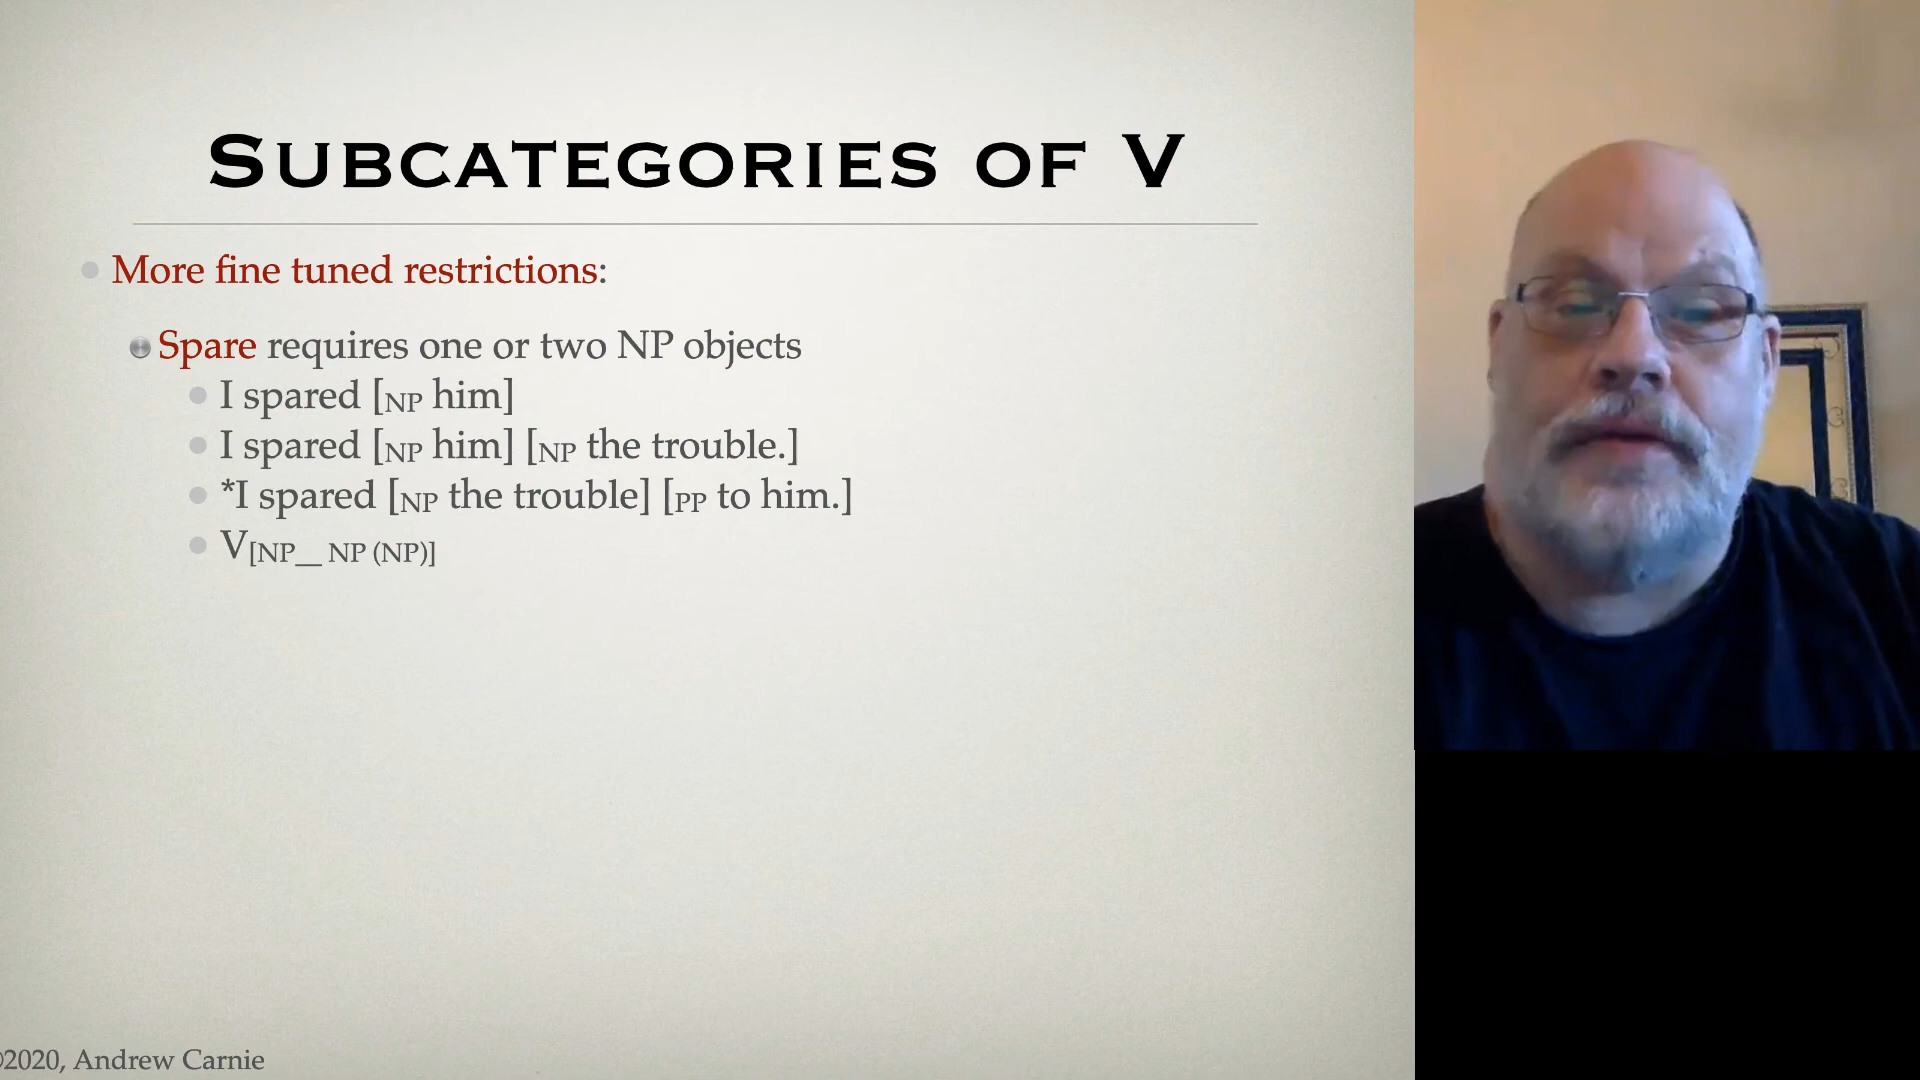 SUBCATEGORIES OF V
More fine tuned restrictions:
Spare requires one or two NP objects
I spared [NP him]
I spared [NP him] [NP the trouble.]
*I spared [NP the trouble] [PP to him.]
V[NP__ NP (NP)]
©2020, Andrew Carnie